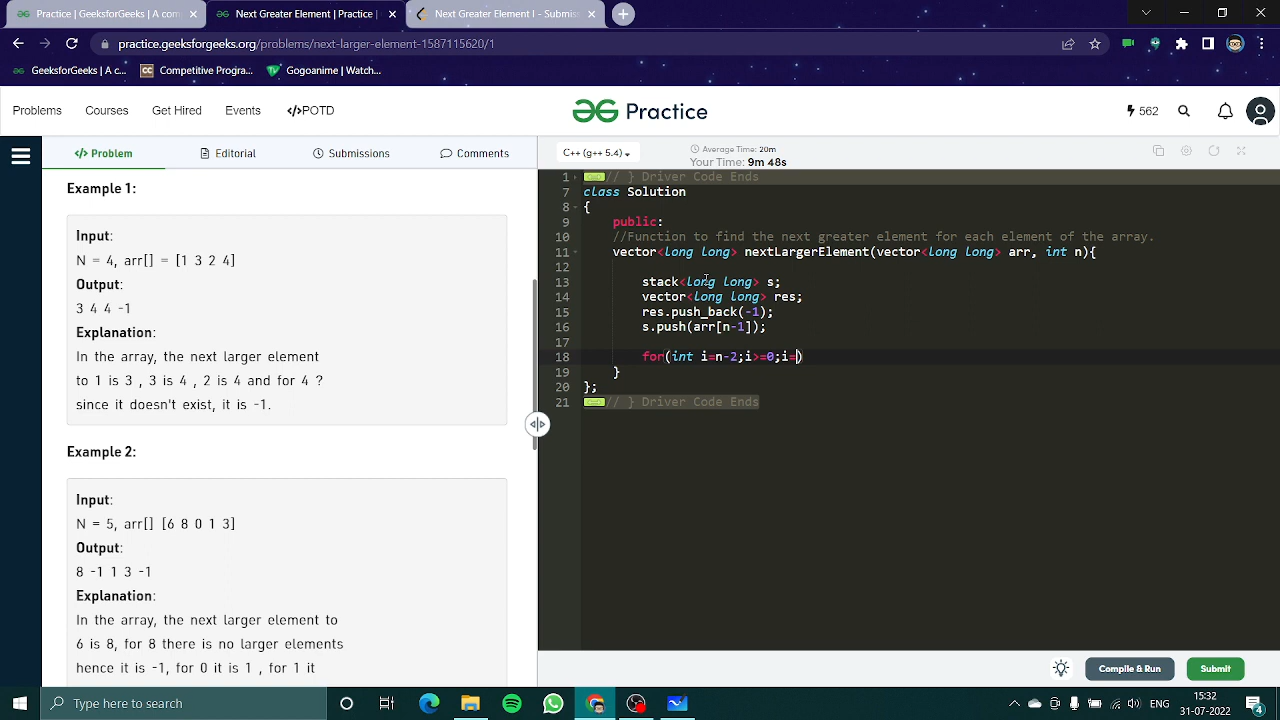 Practice | GeeksforGeeks | A com
Next Greater Element | Practice |
Next Greater Element I - Submis
practice.geeksforgeeks.org/problems/next-larger-element-1587115620/1
GeeksforGeeks | A C...
CC Competitive Progra...
Gogoanime | Watch...
Problems
Courses
Get Hired
Events
</>POTD
Practice
562
</> Problem
Editorial
Submissions
Comments
C++ (g++ 5.4)
Average Time: 20m
Your Time: 9m 48s
Example 1:
Input:
N = 4, arr[] = [1 3 2 4]
Output:
3 4 4 -1
Explanation:
In the array, the next larger element
to 1 is 3 , 3 is 4 , 2 is 4 and for 4 ?
since it doesn't exist, it is -1.
Example 2:
Input:
N = 5, arr[] [6 8 0 1 3]
Output:
8 -1 1 3 -1
Explanation:
In the array, the next larger element to
6 is 8, for 8 there is no larger elements
hence it is -1, for 0 it is 1 , for 1 it
1 // } Driver Code Ends
7 class Solution
8 {
9 public:
10 //Function to find the next greater element for each element of the array.
11 vector<long long> nextLargerElement(vector<long long> arr, int n){
12
13 stack<long long> s;
14 vector<long long> res;
15 res.push_back(-1);
16 s.push(arr[n-1]);
17
18 for(int i=n-2;i>=0;i=)
19 }
20 };
21 // } Driver Code Ends
Compile & Run
Submit
Type here to search
ENG
15:32
31-07-2022
4